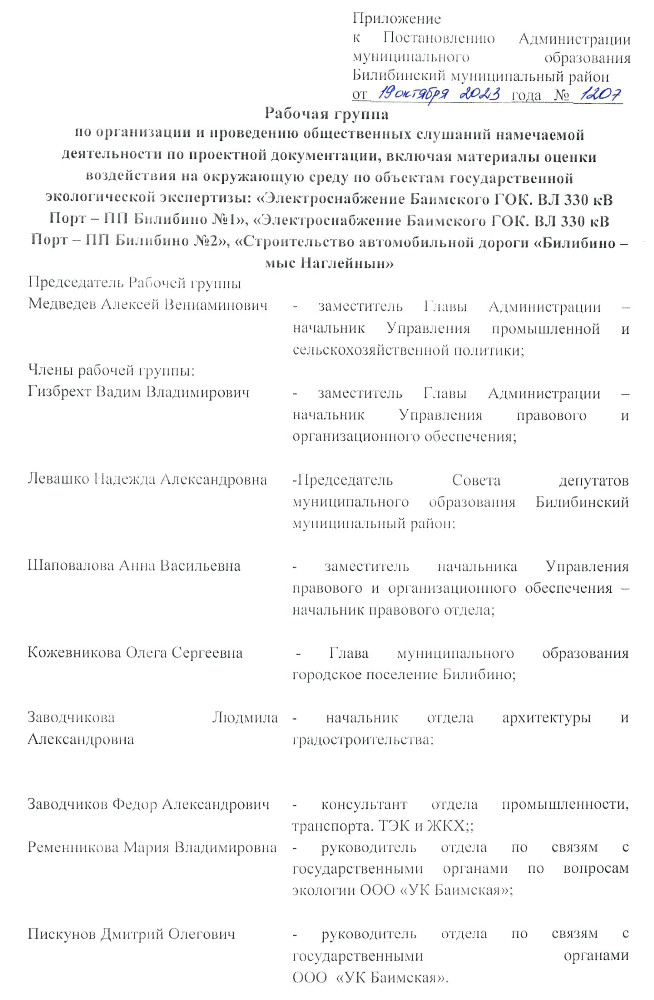 Приложение
к Постановлению Администрации
муниципального образования
Билибинский муниципальный район
от 19 октября 2023 года № 1207
Рабочая группа
по организации и проведению общественных слушаний намечаемой
деятельности по проектной документации, включая материалы оценки
воздействия на окружающую среду по объектам государственной
экологической экспертизы: «Электроснабжение Баимского ГОК. ВЛ 330 кВ
Порт – ПП Билибино №1», «Электроснабжение Баимского ГОК. ВЛ 330 кВ
Порт – ПП Билибино №2», «Строительство автомобильной дороги «Билибино –
мыс Наглейнын»
Председатель Рабочей группы
Медведев Алексей Вениаминович - заместитель Главы Администрации –
начальник Управления промышленной и
сельскохозяйственной политики;
Члены рабочей группы:
Гизбрехт Вадим Владимирович - заместитель Главы Администрации –
начальник Управления правового и
организационного обеспечения;
Левашко Надежда Александровна -Председатель Совета депутатов
муниципального образования Билибинский
муниципальный район;
Шаповалова Анна Васильевна - заместитель начальника Управления
правового и организационного обеспечения –
начальник правового отдела;
Кожевникова Олега Сергеевна - Глава муниципального образования
городское поселение Билибино;
Заводчикова Людмила - начальник отдела архитектуры и
Александровна градостроительства;
Заводчиков Федор Александрович - консультант отдела промышленности,
транспорта. ТЭК и ЖКХ;;
Ременникова Мария Владимировна - руководитель отдела по связям с
государственными органами по вопросам
экологии ООО «УК Баимская»;
Пискунов Дмитрий Олегович - руководитель отдела по связям с
государственными органами
ООО «УК Баимская».